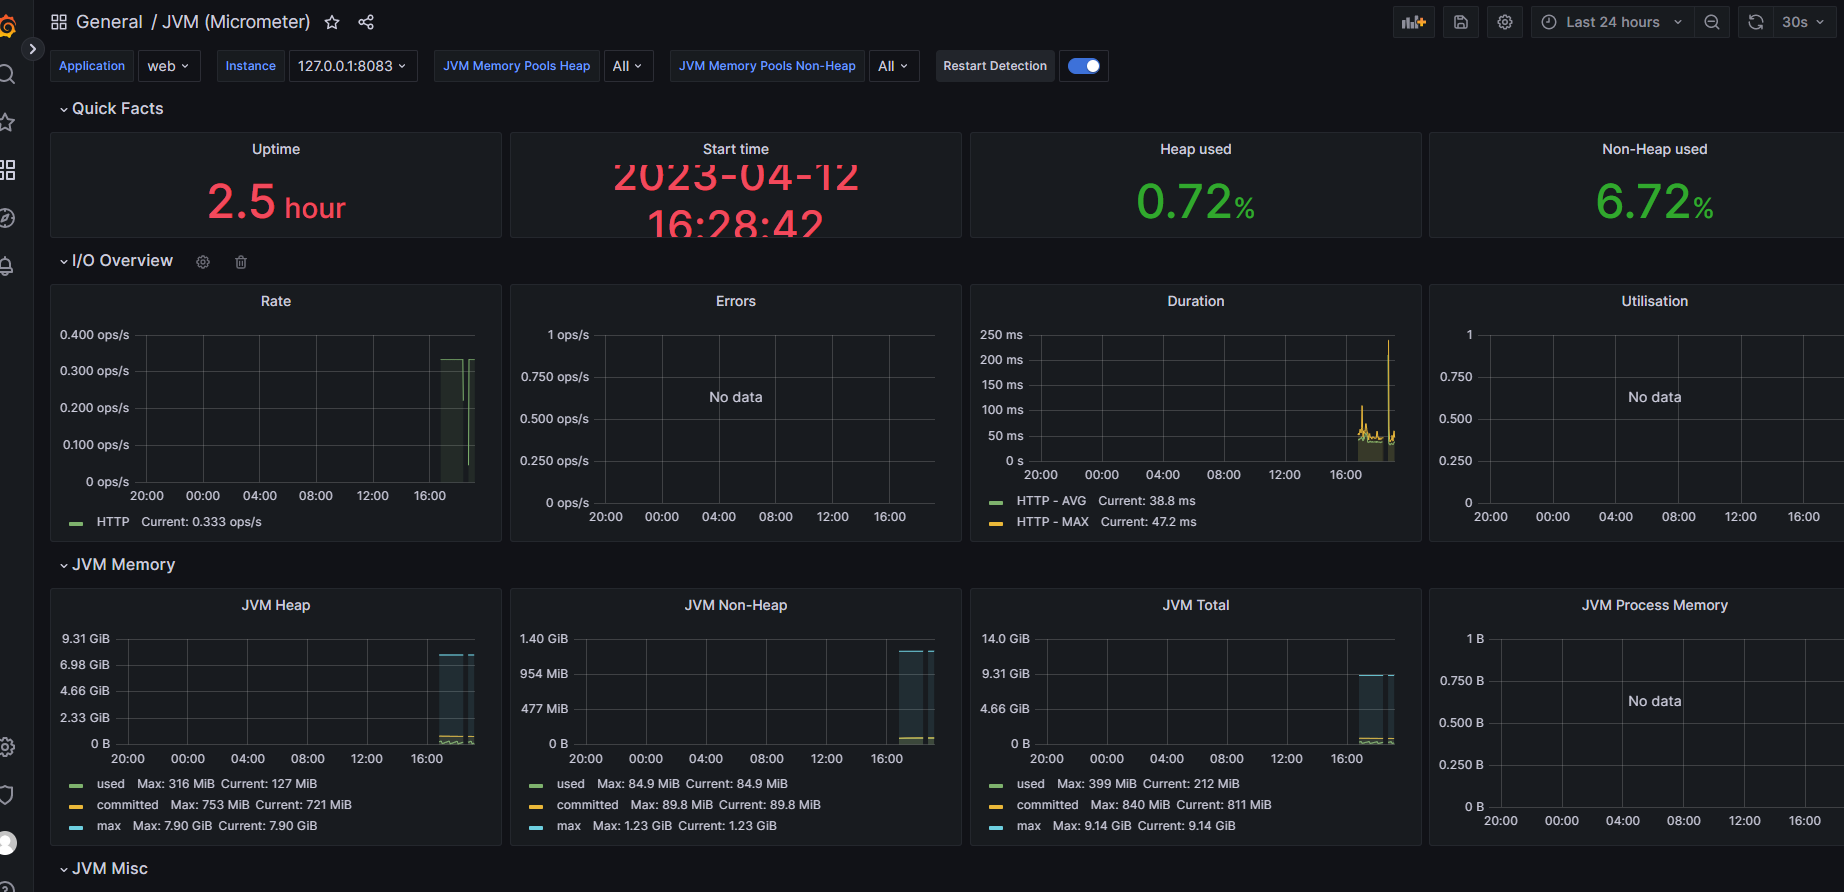 General / JVM (Micrometer)
Last 24 hours
30s
Application
web
Instance
127.0.0.1:8083
JVM Memory Pools Heap
All
JVM Memory Pools Non-Heap
All
Restart Detection
Quick Facts
Uptime
2.5 hour
Start time
2023-04-12
16:28:42
Heap used
0.72%
Non-Heap used
6.72%
I/O Overview
Rate
0.400 ops/s
0.300 ops/s
0.200 ops/s
0.100 ops/s
0 ops/s
20:00 00:00 04:00 08:00 12:00 16:00
HTTP Current: 0.333 ops/s
Errors
1 ops/s
0.750 ops/s
0.500 ops/s
0.250 ops/s
0 ops/s
No data
20:00 00:00 04:00 08:00 12:00 16:00
Duration
250 ms
200 ms
150 ms
100 ms
50 ms
0 s
20:00 00:00 04:00 08:00 12:00 16:00
HTTP - AVG Current: 38.8 ms
HTTP - MAX Current: 47.2 ms
Utilisation
1
0.750
0.500
0.250
0
No data
20:00 00:00 04:00 08:00 12:00 16:00
JVM Memory
JVM Heap
9.31 GiB
6.98 GiB
4.66 GiB
2.33 GiB
0 B
20:00 00:00 04:00 08:00 12:00 16:00
used Max: 316 MiB Current: 127 MiB
committed Max: 753 MiB Current: 721 MiB
max Max: 7.90 GiB Current: 7.90 GiB
JVM Non-Heap
1.40 GiB
954 MiB
477 MiB
0 B
20:00 00:00 04:00 08:00 12:00 16:00
used Max: 84.9 MiB Current: 84.9 MiB
committed Max: 89.8 MiB Current: 89.8 MiB
max Max: 1.23 GiB Current: 1.23 GiB
JVM Total
14.0 GiB
9.31 GiB
4.66 GiB
0 B
20:00 00:00 04:00 08:00 12:00 16:00
used Max: 399 MiB Current: 212 MiB
committed Max: 840 MiB Current: 811 MiB
max Max: 9.14 GiB Current: 9.14 GiB
JVM Process Memory
1 B
0.750 B
0.500 B
0.250 B
0 B
No data
20:00 00:00 04:00 08:00 12:00 16:00
JVM Misc